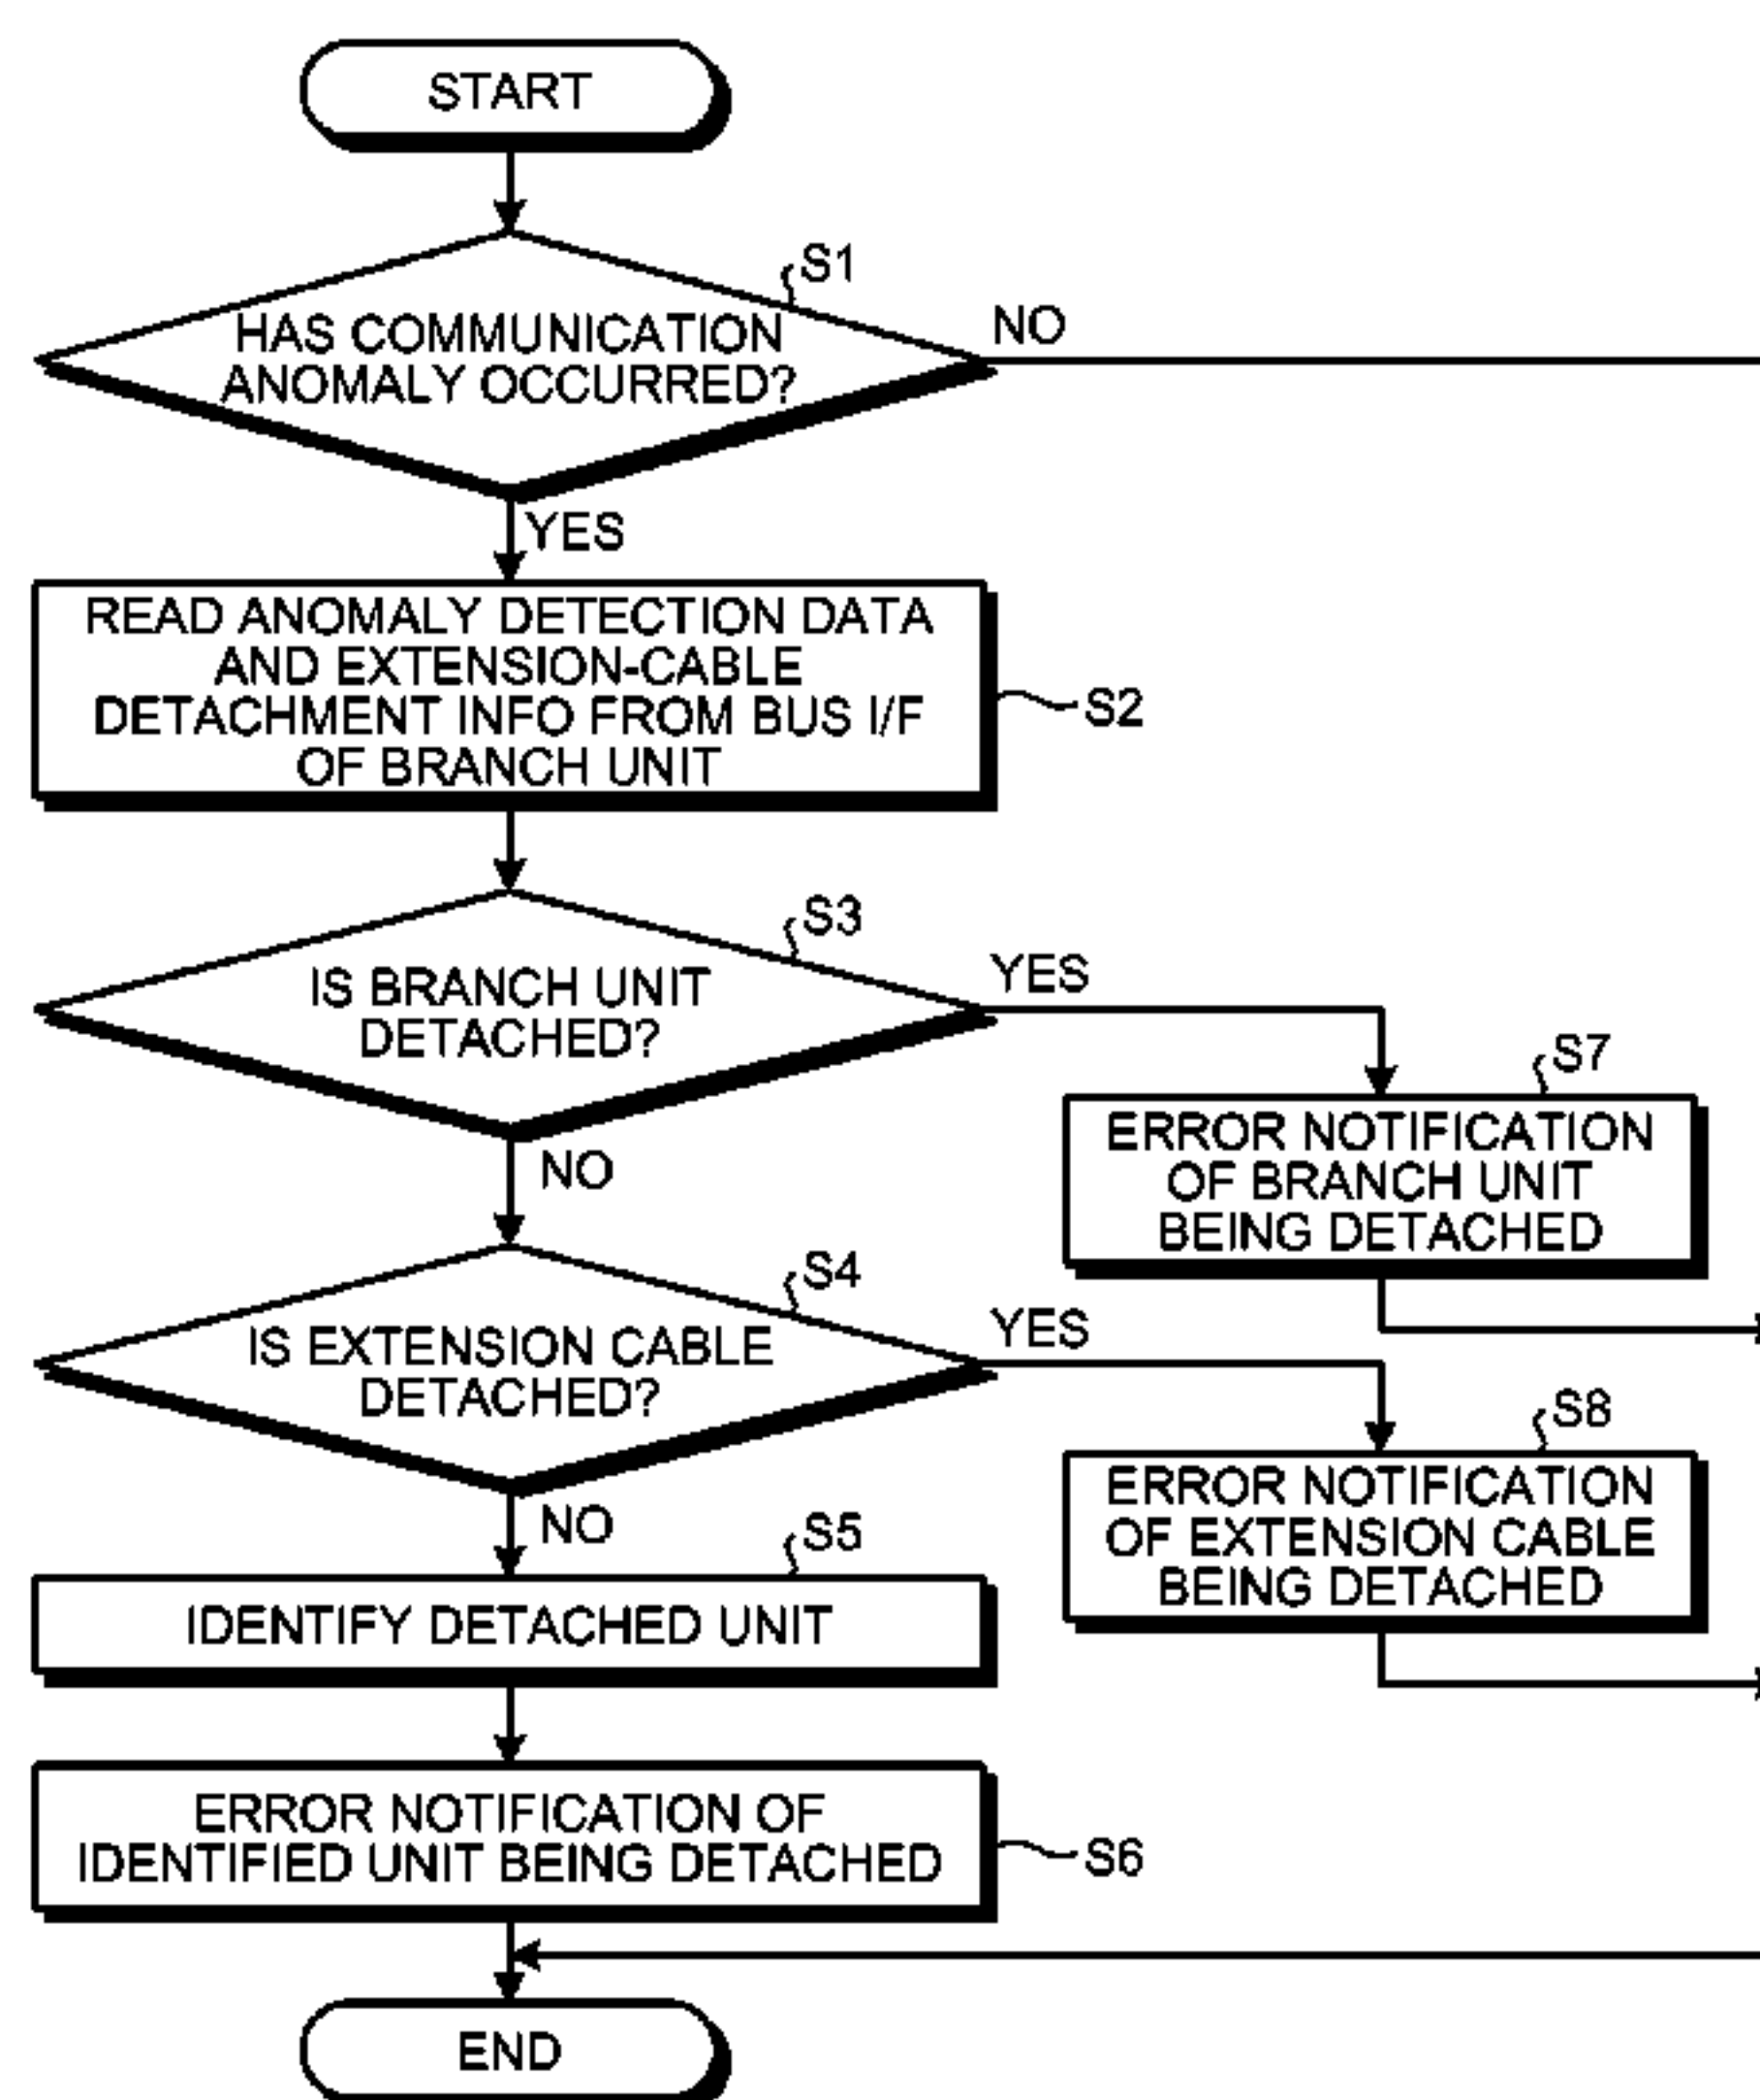 START
S1
HAS COMMUNICATION
ANOMALY OCCURRED?
NO
YES
READ ANOMALY DETECTION DATA
AND EXTENSION-CABLE
DETACHMENT INFO FROM BUS I/F
OF BRANCH UNIT
S2
S3
IS BRANCH UNIT
DETACHED?
YES
NO
S7
ERROR NOTIFICATION
OF BRANCH UNIT
BEING DETACHED
S4
IS EXTENSION CABLE
DETACHED?
YES
NO
S8
ERROR NOTIFICATION
OF EXTENSION CABLE
BEING DETACHED
S5
IDENTIFY DETACHED UNIT
ERROR NOTIFICATION OF
IDENTIFIED UNIT BEING DETACHED
S6
END